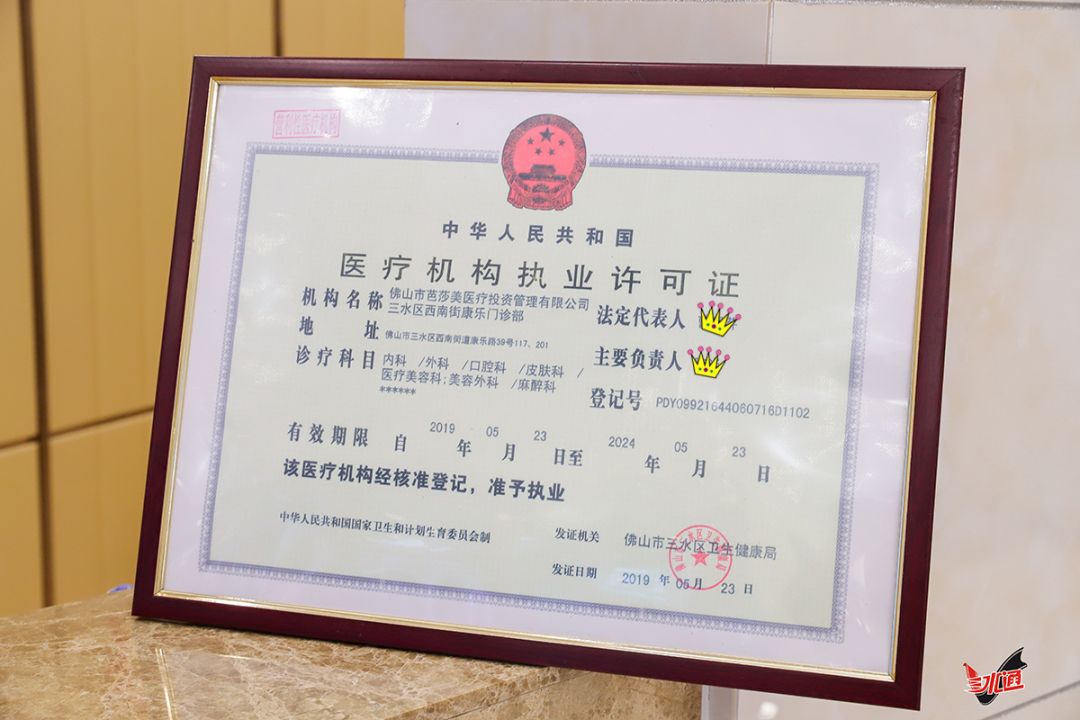 营利性医疗机构
中华人民共和国
医疗机构执业许可证
机构名称 佛山市芭莎美医疗投资管理有限公司
三水区西南街康乐门诊部
法定代表人
地 址 佛山市三水区西南街道康乐路39号117、201
主要负责人
诊疗科目 内科 /外科 /口腔科 /皮肤科 /
医疗美容科;美容外科 /麻醉科
******
登记号 PDY09921644060716D1102
有效期限 自 2019 年 05 月 23 日至 2024 年 05 月 23 日
该医疗机构经核准登记，准予执业
中华人民共和国国家卫生和计划生育委员会制
发证机关 佛山市三水区卫生健康局
发证日期 2019 年 05 月 23 日
三水通